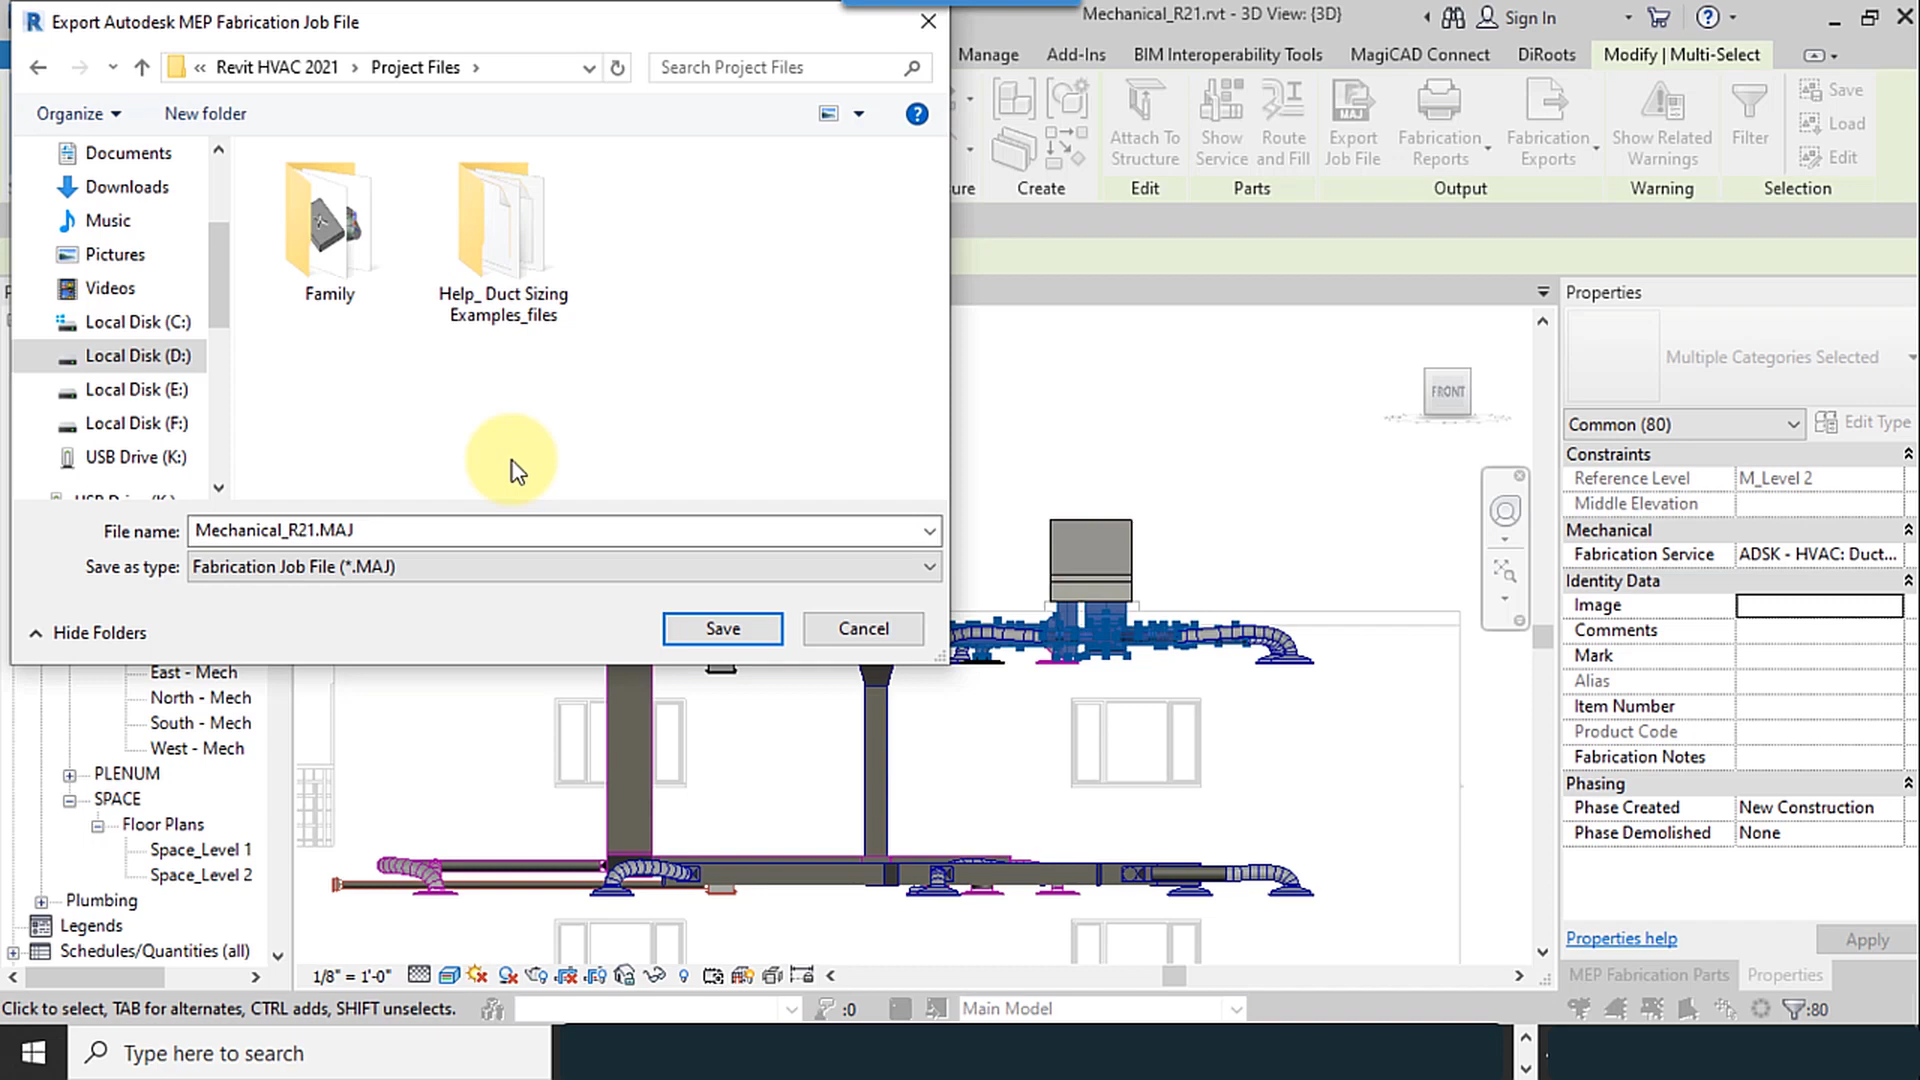 Export Autodesk MEP Fabrication Job File
Mechanical_R21.rvt - 3D View: {3D}
Sign In
« Revit HVAC 2021 › Project Files ›
Search Project Files
Organize
New folder
Manage
Add-Ins
BIM Interoperability Tools
MagiCAD Connect
DiRoots
Modify | Multi-Select
Attach To
Structure
Show
Service
Route
and Fill
Export
Job File
Fabrication
Reports
Fabrication
Exports
Show Related
Warnings
Filter
Save
Load
Edit
Create
Edit
Parts
Output
Warning
Selection
Documents
Downloads
Music
Pictures
Videos
Local Disk (C:)
Local Disk (D:)
Local Disk (E:)
Local Disk (F:)
USB Drive (K:)
Family
Help_ Duct Sizing
Examples_files
File name:
Mechanical_R21.MAJ
Save as type:
Fabrication Job File (*.MAJ)
Hide Folders
Save
Cancel
FRONT
Properties
Multiple Categories Selected
Common (80)
Edit Type
Constraints
Reference Level
M_Level 2
Middle Elevation
Mechanical
Fabrication Service
ADSK - HVAC: Duct...
Identity Data
Image
Comments
Mark
Alias
Item Number
Product Code
Fabrication Notes
Phasing
Phase Created
New Construction
Phase Demolished
None
Properties help
Apply
MEP Fabrication Parts
Properties
East - Mech
North - Mech
South - Mech
West - Mech
PLENUM
SPACE
Floor Plans
Space_Level 1
Space_Level 2
Plumbing
Legends
Schedules/Quantities (all)
1/8" = 1'-0"
Click to select, TAB for alternates, CTRL adds, SHIFT unselects.
:0
Main Model
:80
Type here to search